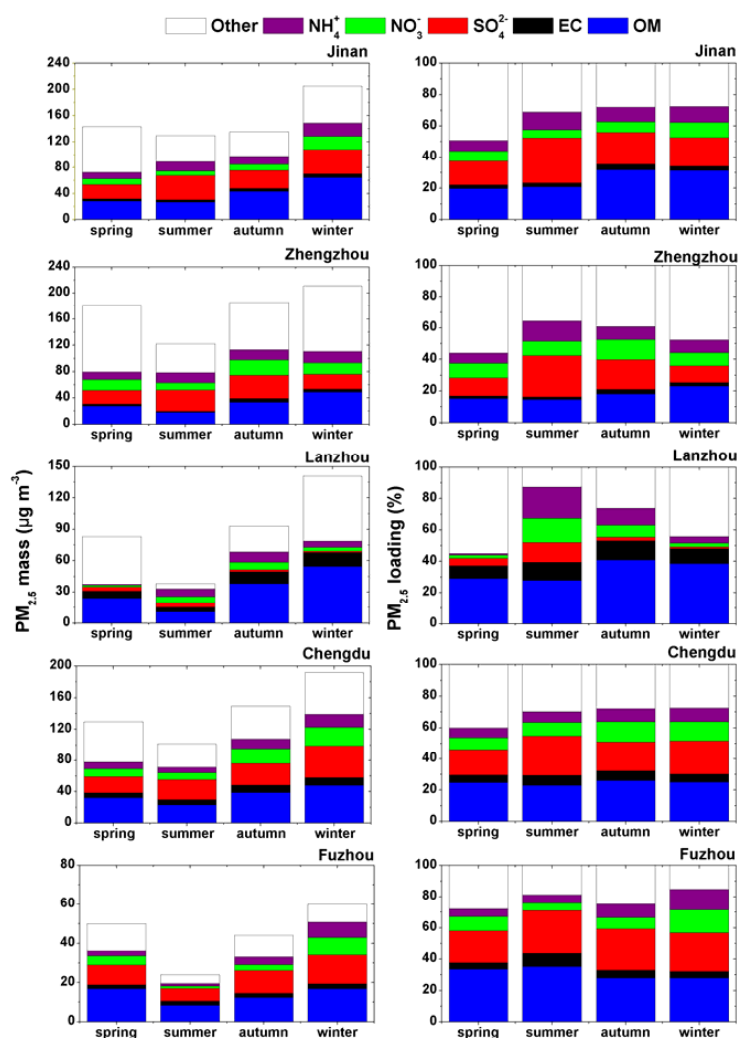 Other NH₄⁺ NO₃⁻ SO₄²⁻ EC OM
Jinan
240
200
160
120
80
40
0
spring summer autumn winter
Jinan
100
80
60
40
20
0
spring summer autumn winter
Zhengzhou
240
200
160
120
80
40
0
spring summer autumn winter
Zhengzhou
100
80
60
40
20
0
spring summer autumn winter
PM₂.₅ mass (μg m⁻³)
Lanzhou
150
120
90
60
30
0
spring summer autumn winter
PM₂.₅ loading (%)
Lanzhou
100
80
60
40
20
0
spring summer autumn winter
Chengdu
200
160
120
80
40
0
spring summer autumn winter
Chengdu
100
80
60
40
20
0
spring summer autumn winter
Fuzhou
80
60
40
20
0
spring summer autumn winter
Fuzhou
100
80
60
40
20
0
spring summer autumn winter